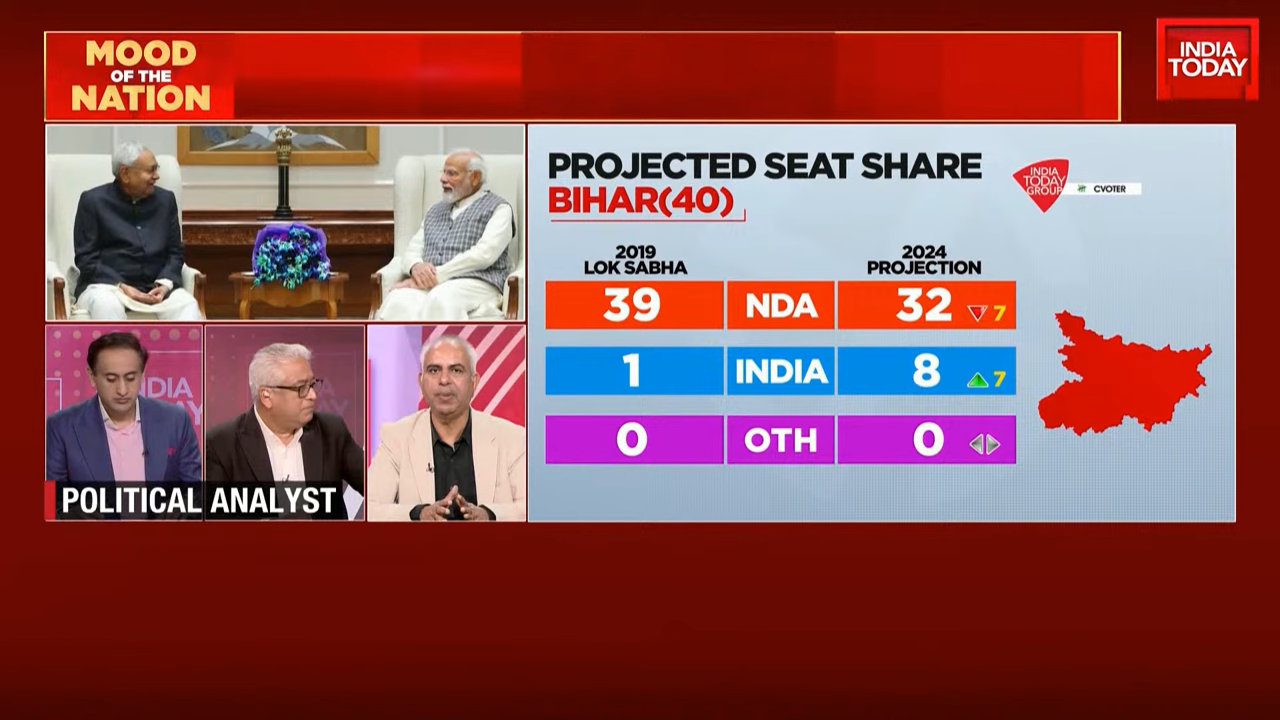 MOOD
OF THE
NATION
INDIA
TODAY
PROJECTED SEAT SHARE
BIHAR(40)
INDIA
TODAY
GROUP
CVOTER
2019
LOK SABHA
2024
PROJECTION
39 NDA 32 7
1 INDIA 8 7
0 OTH 0
INDIA
POLITICAL ANALYST